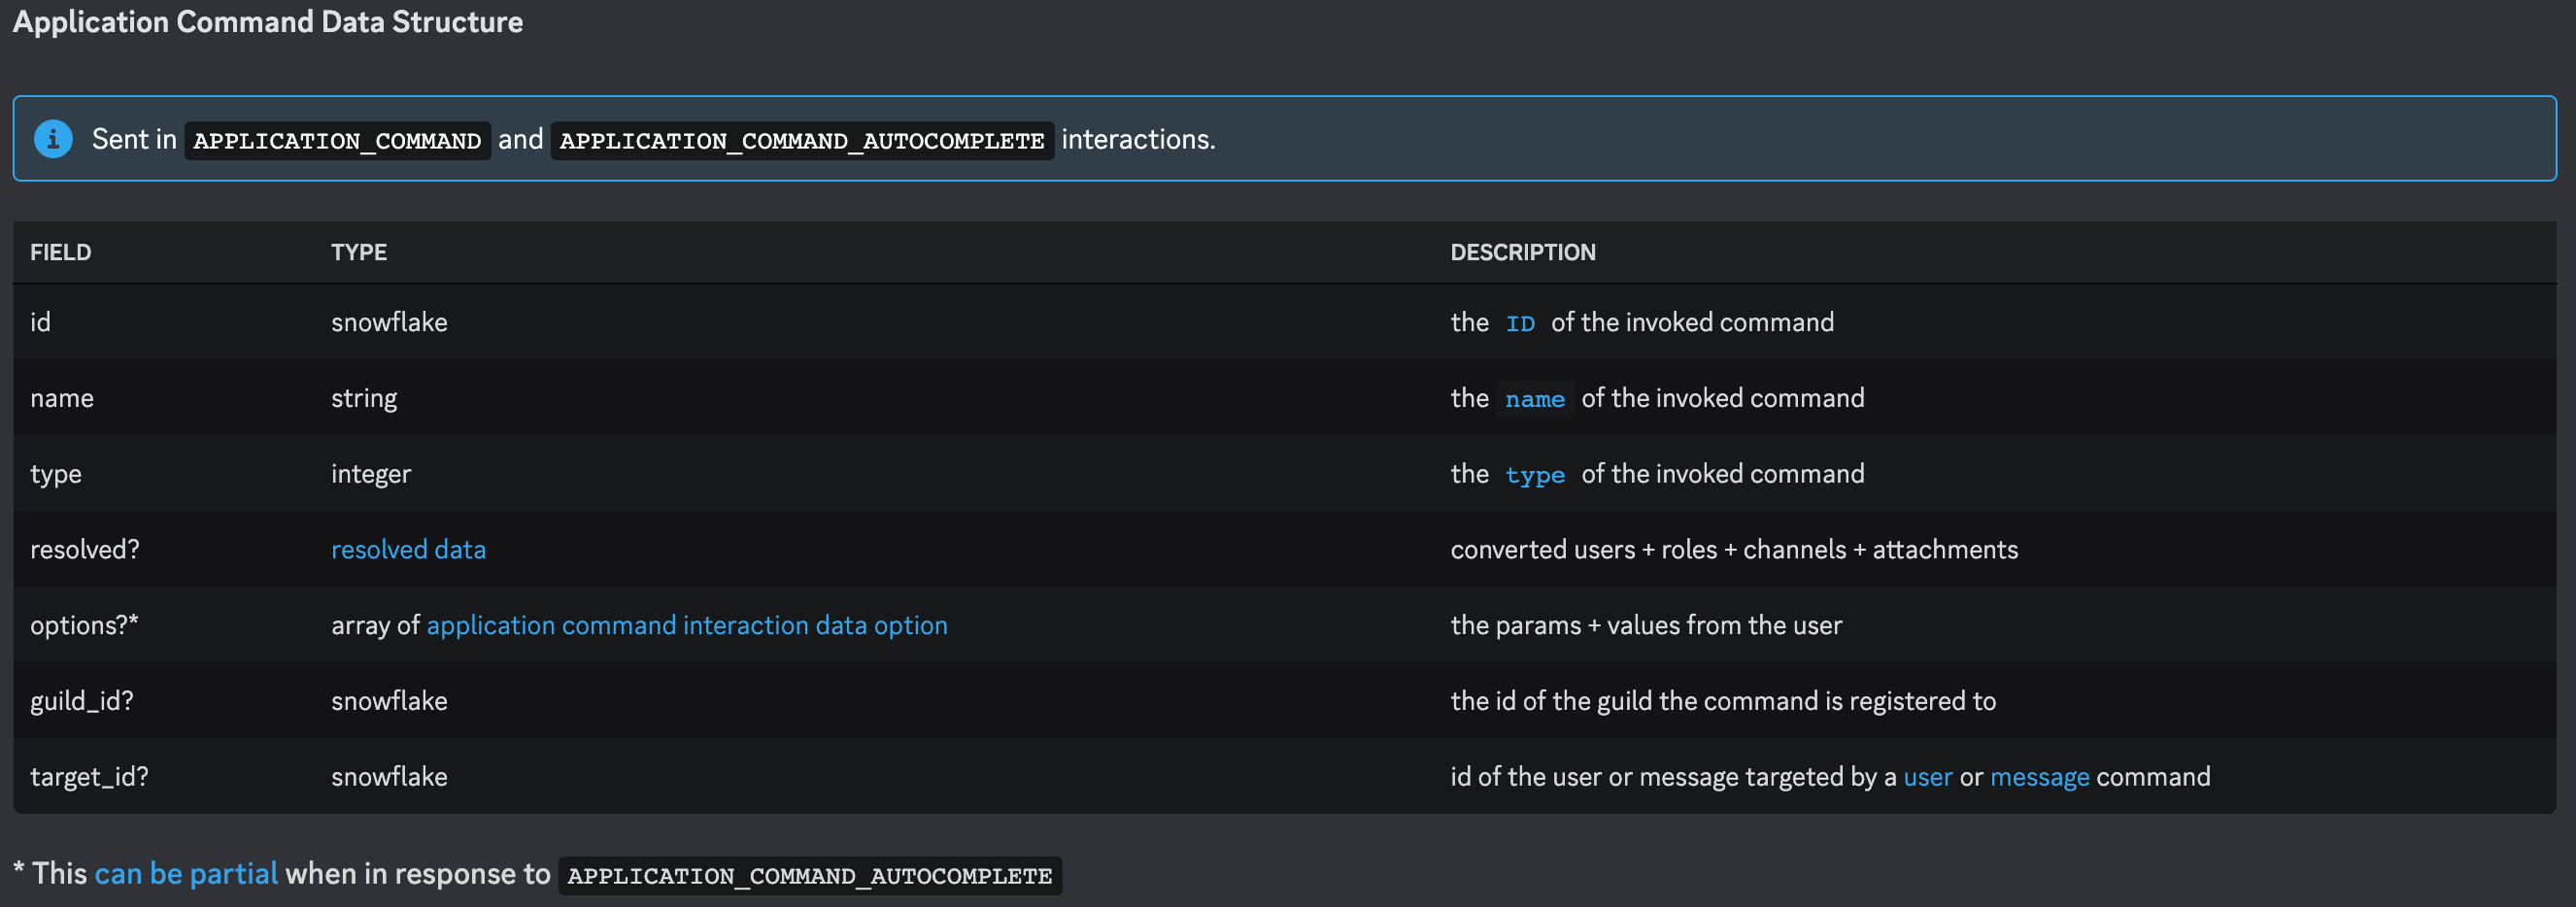 Application Command Data Structure
Sent in APPLICATION_COMMAND and APPLICATION_COMMAND_AUTOCOMPLETE interactions.
FIELD TYPE DESCRIPTION
id snowflake the ID of the invoked command
name string the name of the invoked command
type integer the type of the invoked command
resolved? resolved data converted users + roles + channels + attachments
options?* array of application command interaction data option the params + values from the user
guild_id? snowflake the id of the guild the command is registered to
target_id? snowflake id of the user or message targeted by a user or message command
* This can be partial when in response to APPLICATION_COMMAND_AUTOCOMPLETE